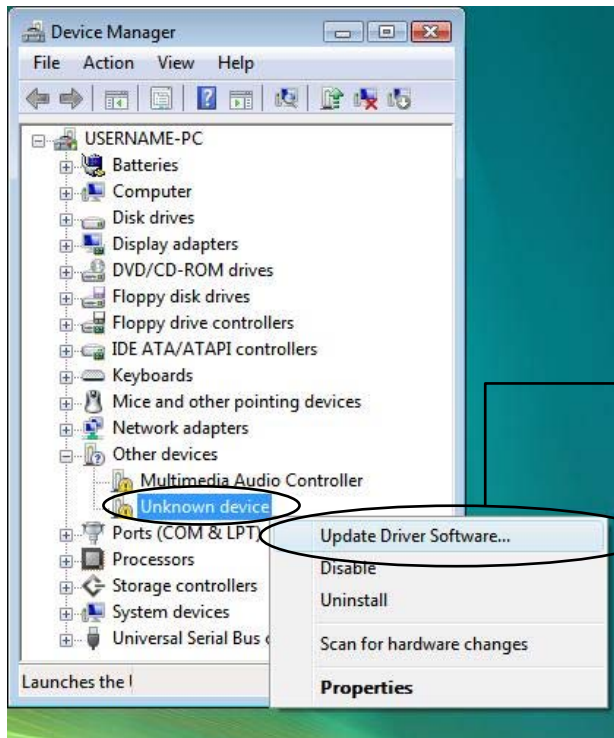 Device Manager
File Action View Help
USERNAME-PC
Batteries
Computer
Disk drives
Display adapters
DVD/CD-ROM drives
Floppy disk drives
Floppy drive controllers
IDE ATA/ATAPI controllers
Keyboards
Mice and other pointing devices
Network adapters
Other devices
Multimedia Audio Controller
Unknown device
Ports (COM & LPT)
Processors
Storage controllers
System devices
Universal Serial Bus
Update Driver Software...
Disable
Uninstall
Scan for hardware changes
Properties
Launches the